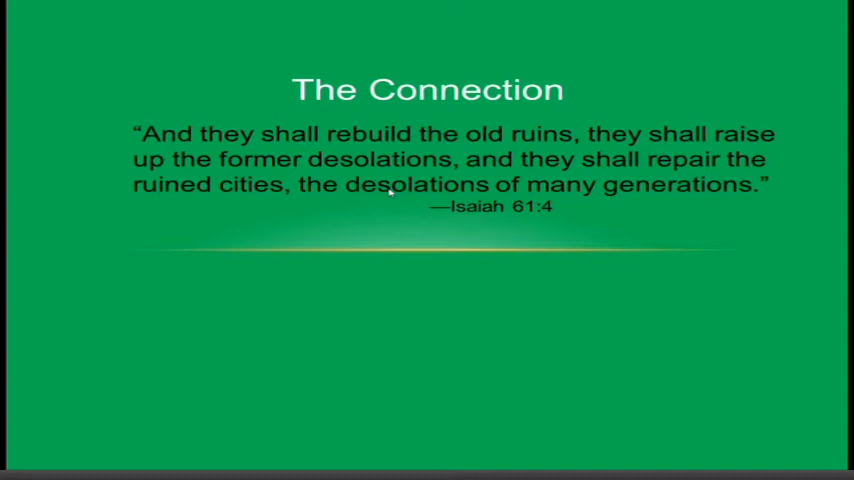 The Connection
“And they shall rebuild the old ruins, they shall raise
up the former desolations, and they shall repair the
ruined cities, the desolations of many generations.”
—Isaiah 61:4